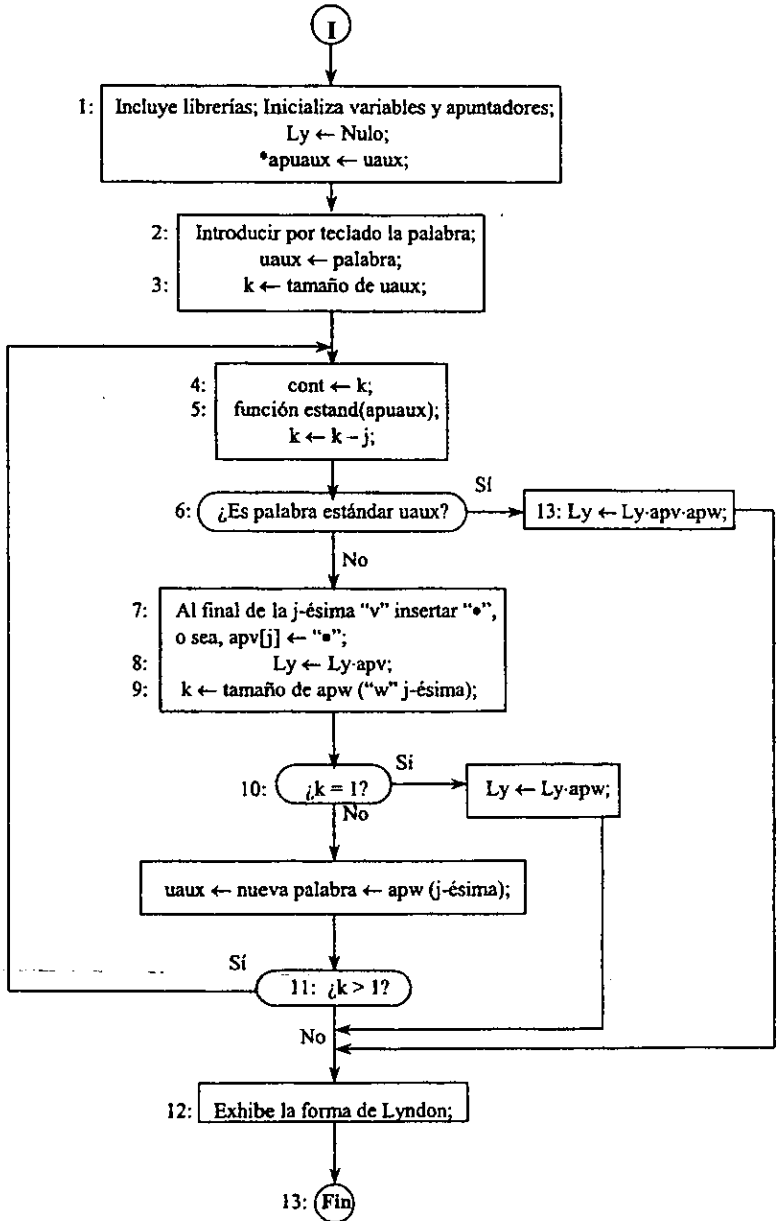 I
1: Incluye librerías; Inicializa variables y apuntadores;
Ly ← Nulo;
*apuaux ← uaux;
2: Introducir por teclado la palabra;
uaux ← palabra;
3: k ← tamaño de uaux;
4: cont ← k;
5: función estand(apuaux);
k ← k – j;
6: ¿Es palabra estándar uaux?
Sí
13: Ly ← Ly·apv·apw;
No
7: Al final de la j-ésima “v” insertar “•”,
o sea, apv[j] ← “•”;
8: Ly ← Ly·apv;
9: k ← tamaño de apw (“w” j-ésima);
10: ¿k = 1?
Sí
Ly ← Ly·apw;
No
uaux ← nueva palabra ← apw (j-ésima);
Sí
11: ¿k > 1?
No
12: Exhibe la forma de Lyndon;
13: Fin